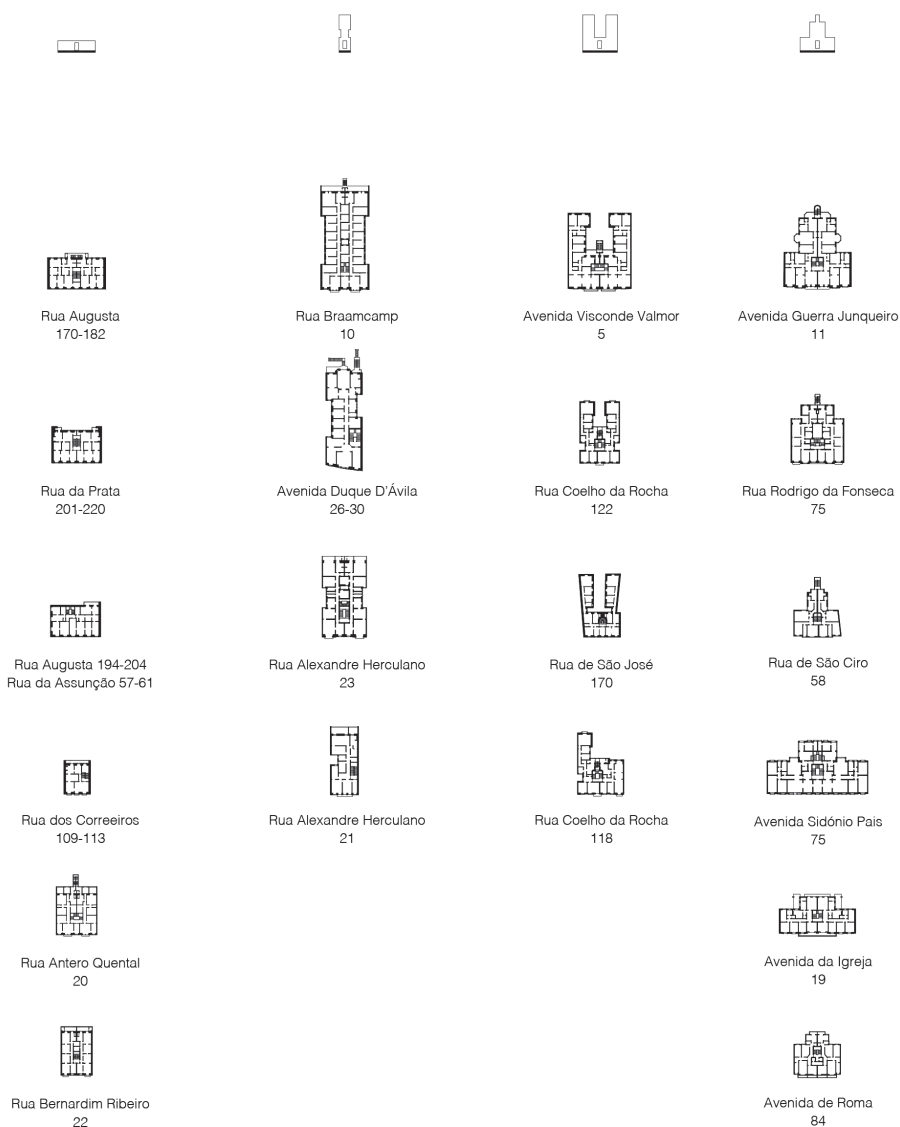 Rua Augusta
170-182
Rua Braamcamp
10
Avenida Visconde Valmor
5
Avenida Guerra Junqueiro
11
Rua da Prata
201-220
Avenida Duque D'Ávila
26-30
Rua Coelho da Rocha
122
Rua Rodrigo da Fonseca
75
Rua Augusta 194-204
Rua da Assunção 57-61
Rua Alexandre Herculano
23
Rua de São José
170
Rua de São Ciro
58
Rua dos Correeiros
109-113
Rua Alexandre Herculano
21
Rua Coelho da Rocha
118
Avenida Sidónio Pais
75
Rua Antero Quental
20
Avenida da Igreja
19
Rua Bernardim Ribeiro
22
Avenida de Roma
84